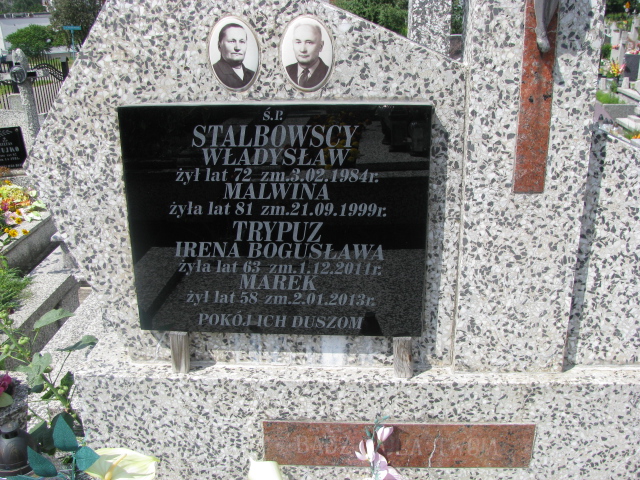 Ś.P.
STALBOWSCY
WŁADYSŁAW
żył lat 72 zm.3.02.1984r.
MALWINA
żyła lat 81 zm.21.09.1999r.
TRYPUZ
IRENA BOGUSŁAWA
żyła lat 63 zm.1.12.2011r.
MAREK
żył lat 58 zm.2.01.2013r.
POKÓJ ICH DUSZOM